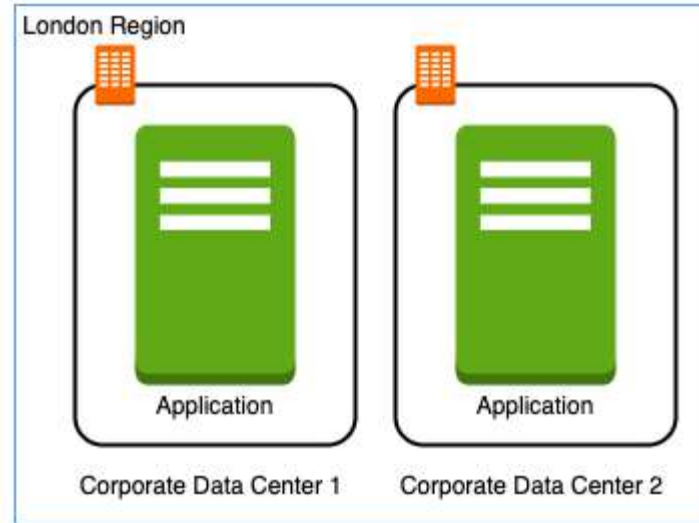 London Region
Application
Application
Corporate Data Center 1
Corporate Data Center 2